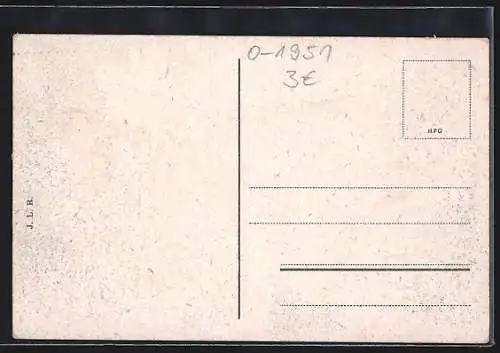 0-1951
3€
HFG
J. L. B.